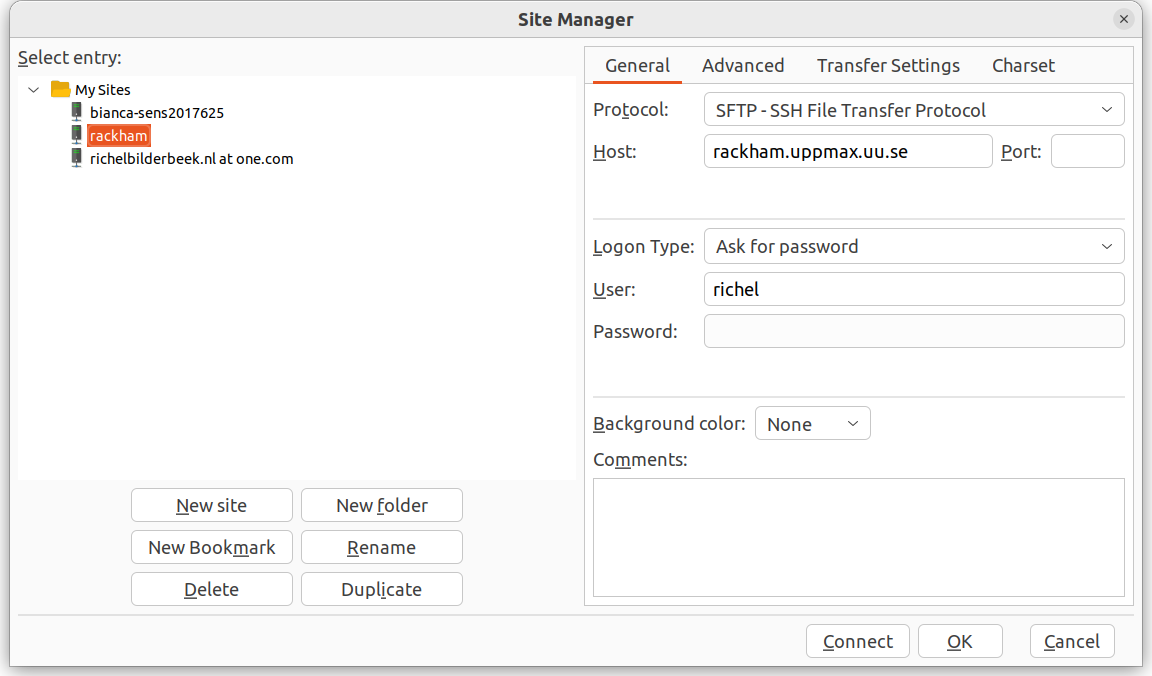 Site Manager
Select entry:
My Sites
bianca-sens2017625
rackham
richelbilderbeek.nl at one.com
New site
New folder
New Bookmark
Rename
Delete
Duplicate
General Advanced Transfer Settings Charset
Protocol: SFTP - SSH File Transfer Protocol
Host: rackham.uppmax.uu.se Port:
Logon Type: Ask for password
User: richel
Password:
Background color: None
Comments:
Connect OK Cancel